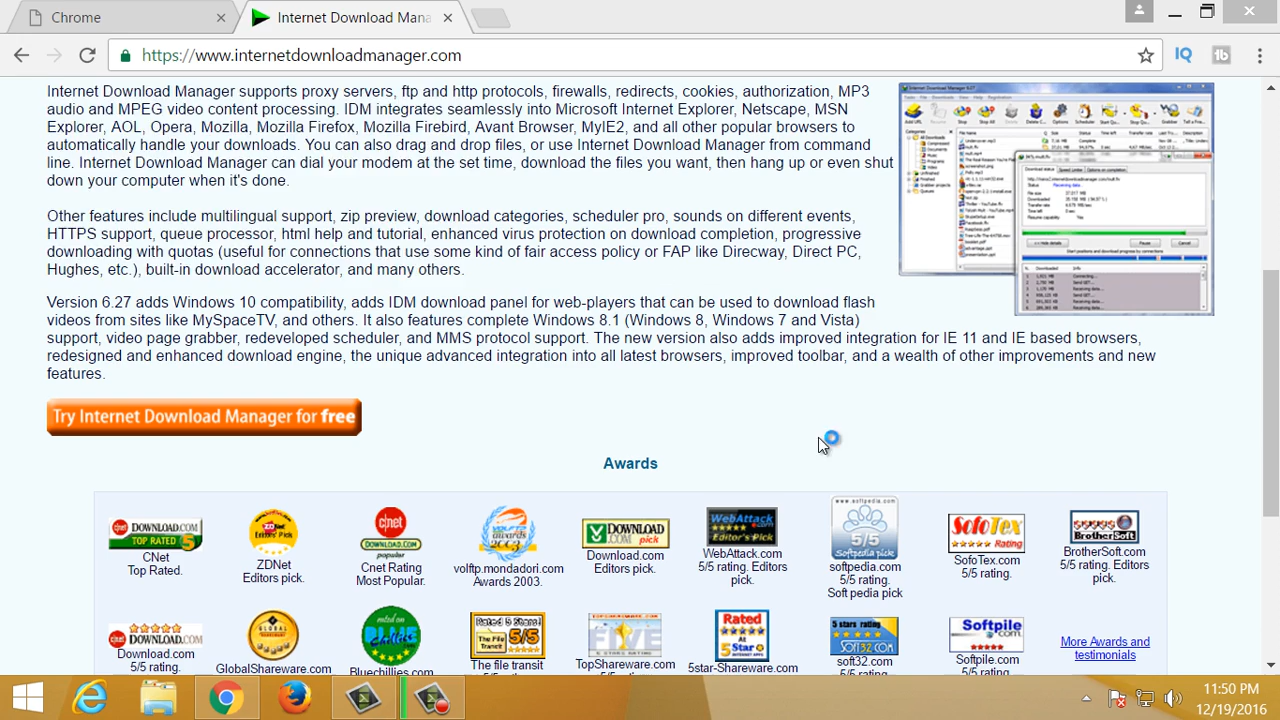 Chrome
Internet Download Mana
https://www.internetdownloadmanager.com
Internet Download Manager supports proxy servers, ftp and http protocols, firewalls, redirects, cookies, authorization, MP3
audio and MPEG video content processing. IDM integrates seamlessly into Microsoft Internet Explorer, Netscape, MSN
Explorer, AOL, Opera, Mozilla, Mozilla Firefox, Mozilla Firebird, Avant Browser, MyIE2, and all other popular browsers to
automatically handle your downloads. You can also drag and drop files, or use Internet Download Manager from command
line. Internet Download Manager can dial your modem at the set time, download the files you want, then hang up or even shut
down your computer when it's done.
Other features include multilingual support, zip preview, download categories, scheduler pro, sounds on different events,
HTTPS support, queue processor, html help and tutorial, enhanced virus protection on download completion, progressive
downloading with quotas (useful for connections that use some kind of fair access policy or FAP like Direcway, Direct PC,
Hughes, etc.), built-in download accelerator, and many others.
Version 6.27 adds Windows 10 compatibility, adds IDM download panel for web-players that can be used to download flash
videos from sites like MySpaceTV, and others. It also features complete Windows 8.1 (Windows 8, Windows 7 and Vista)
support, video page grabber, redeveloped scheduler, and MMS protocol support. The new version also adds improved integration for IE 11 and IE based browsers,
redesigned and enhanced download engine, the unique advanced integration into all latest browsers, improved toolbar, and a wealth of other improvements and new
features.
Try Internet Download Manager for free
Awards
CNet
Top Rated.
ZDNet
Editors pick.
Cnet Rating
Most Popular.
volftp.mondadori.com
Awards 2003.
Download.com
Editors pick.
WebAttack.com
5/5 rating. Editors
pick.
softpedia.com
5/5 rating.
Soft pedia pick
SofoTex.com
5/5 rating.
BrotherSoft.com
5/5 rating. Editors
pick.
Download.com
5/5 rating.
GlobalShareware.com
Bluechillies.com
The file transit
TopShareware.com
5star-Shareware.com
soft32.com
Softpile.com
More Awards and
testimonials
11:50 PM
12/19/2016